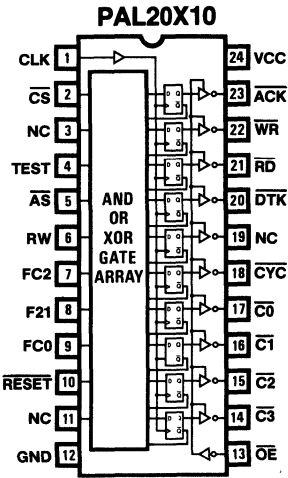 PAL20X10
CLK 1
CS 2
NC 3
TEST 4
AS 5
RW 6
FC2 7
F21 8
FC0 9
RESET 10
NC 11
GND 12
AND
OR
XOR
GATE
ARRAY
24 VCC
23 ACK
22 WR
21 RD
20 DTK
19 NC
18 CYC
17 C0
16 C1
15 C2
14 C3
13 OE